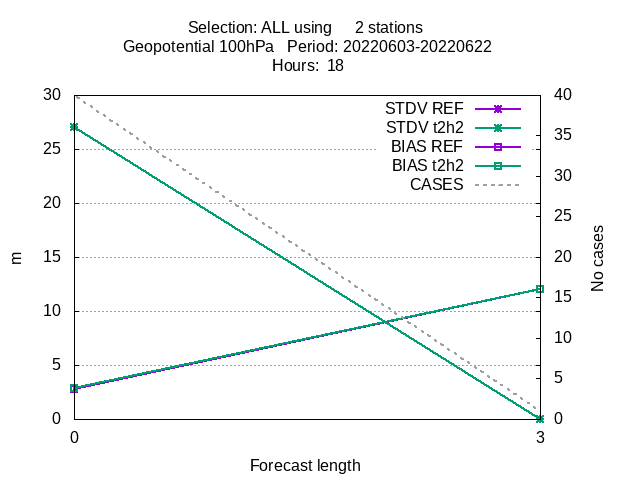 Selection: ALL using     2 stations
Geopotential 100hPa   Period: 20220603-20220622
Hours:  18
30
25
20
15
10
5
0
40
35
30
25
20
15
10
5
0
STDV REF
STDV t2h2
BIAS REF
BIAS t2h2
CASES
m
No cases
0
3
Forecast length